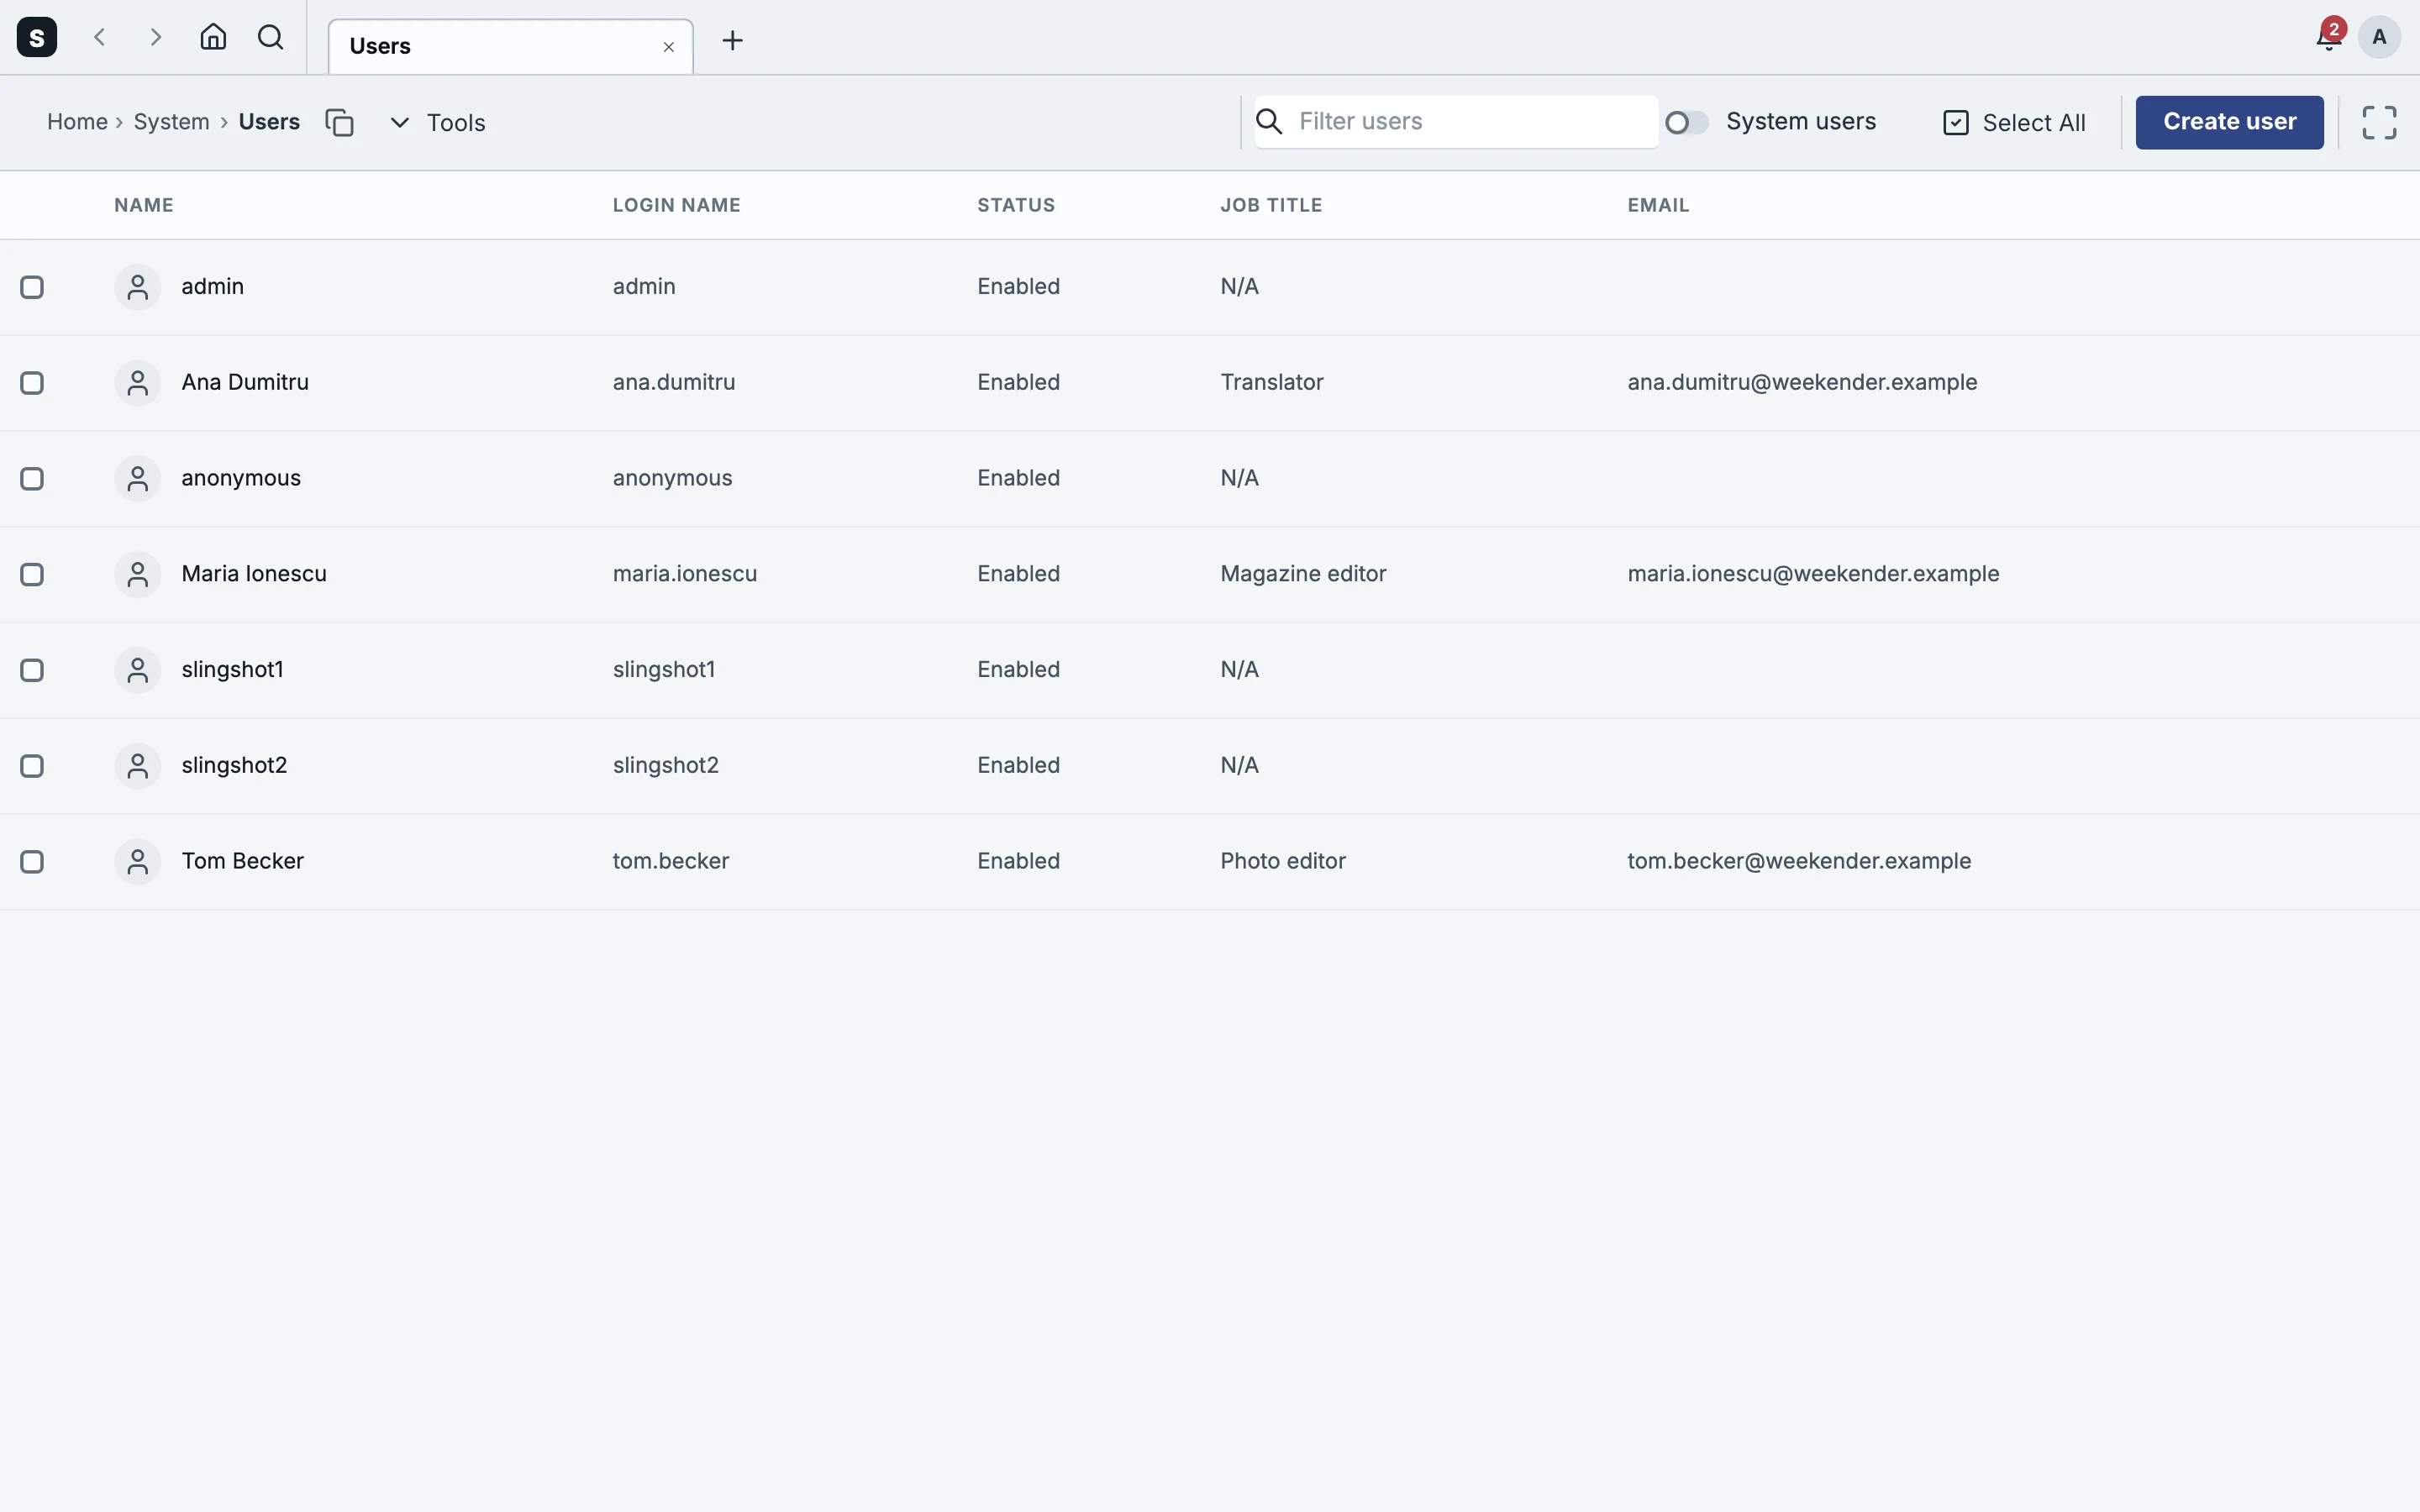 S
Users
2
A
Home › System › Users
Tools
Filter users
System users
Select All
Create user
NAME LOGIN NAME STATUS JOB TITLE EMAIL
admin admin Enabled N/A
Ana Dumitru ana.dumitru Enabled Translator ana.dumitru@weekender.example
anonymous anonymous Enabled N/A
Maria Ionescu maria.ionescu Enabled Magazine editor maria.ionescu@weekender.example
slingshot1 slingshot1 Enabled N/A
slingshot2 slingshot2 Enabled N/A
Tom Becker tom.becker Enabled Photo editor tom.becker@weekender.example